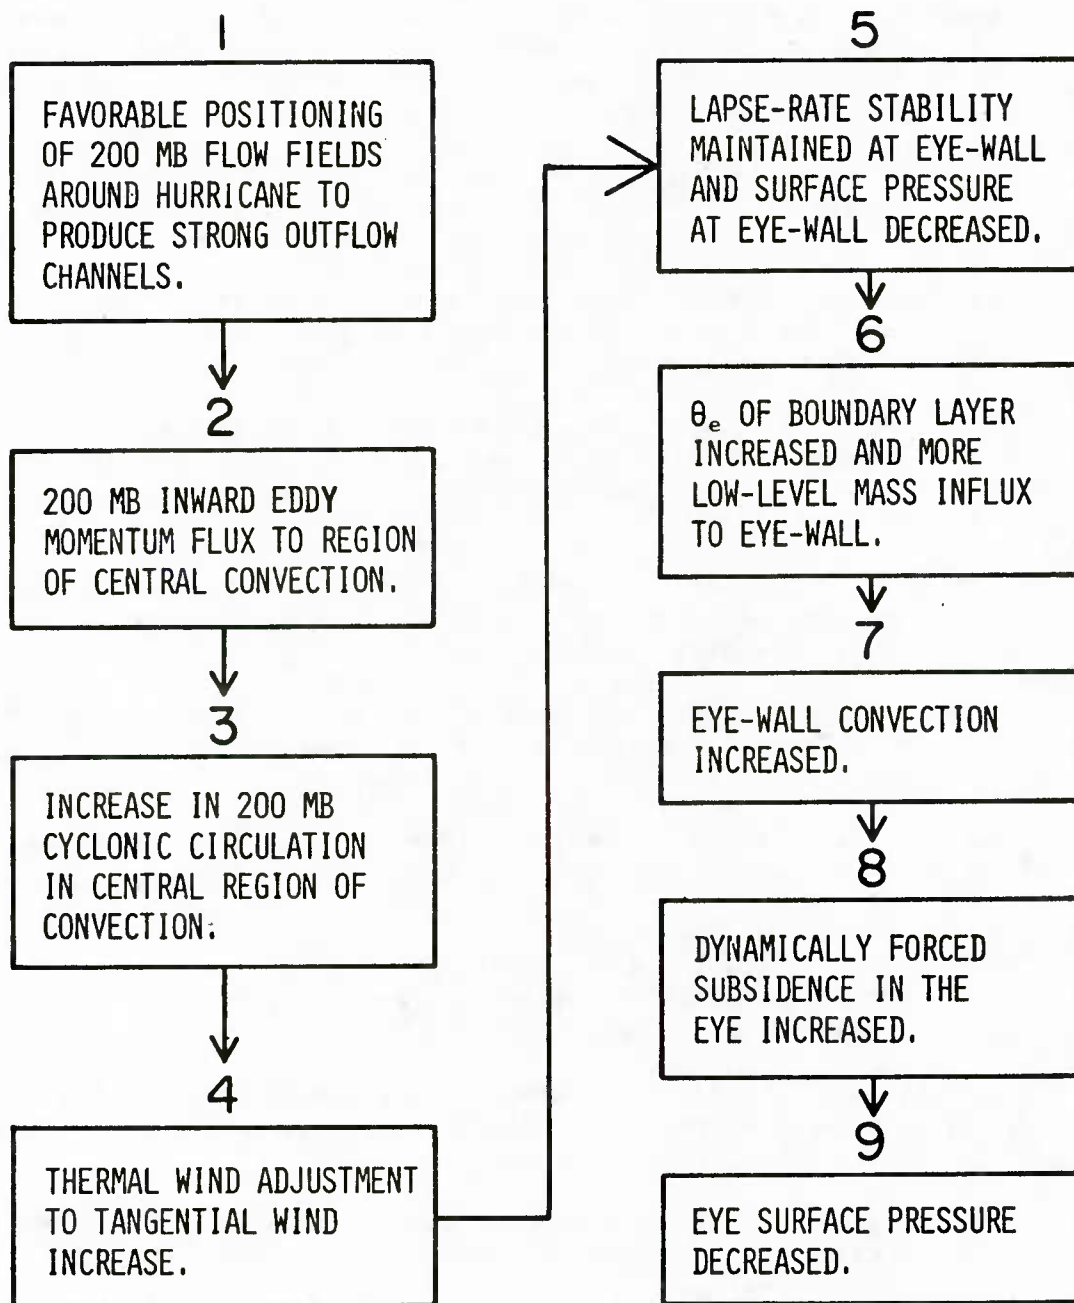 1
FAVORABLE POSITIONING
OF 200 MB FLOW FIELDS
AROUND HURRICANE TO
PRODUCE STRONG OUTFLOW
CHANNELS.
2
200 MB INWARD EDDY
MOMENTUM FLUX TO REGION
OF CENTRAL CONVECTION.
3
INCREASE IN 200 MB
CYCLONIC CIRCULATION
IN CENTRAL REGION OF
CONVECTION.
4
THERMAL WIND ADJUSTMENT
TO TANGENTIAL WIND
INCREASE.
5
LAPSE-RATE STABILITY
MAINTAINED AT EYE-WALL
AND SURFACE PRESSURE
AT EYE-WALL DECREASED.
6
θₑ OF BOUNDARY LAYER
INCREASED AND MORE
LOW-LEVEL MASS INFLUX
TO EYE-WALL.
7
EYE-WALL CONVECTION
INCREASED.
8
DYNAMICALLY FORCED
SUBSIDENCE IN THE
EYE INCREASED.
9
EYE SURFACE PRESSURE
DECREASED.